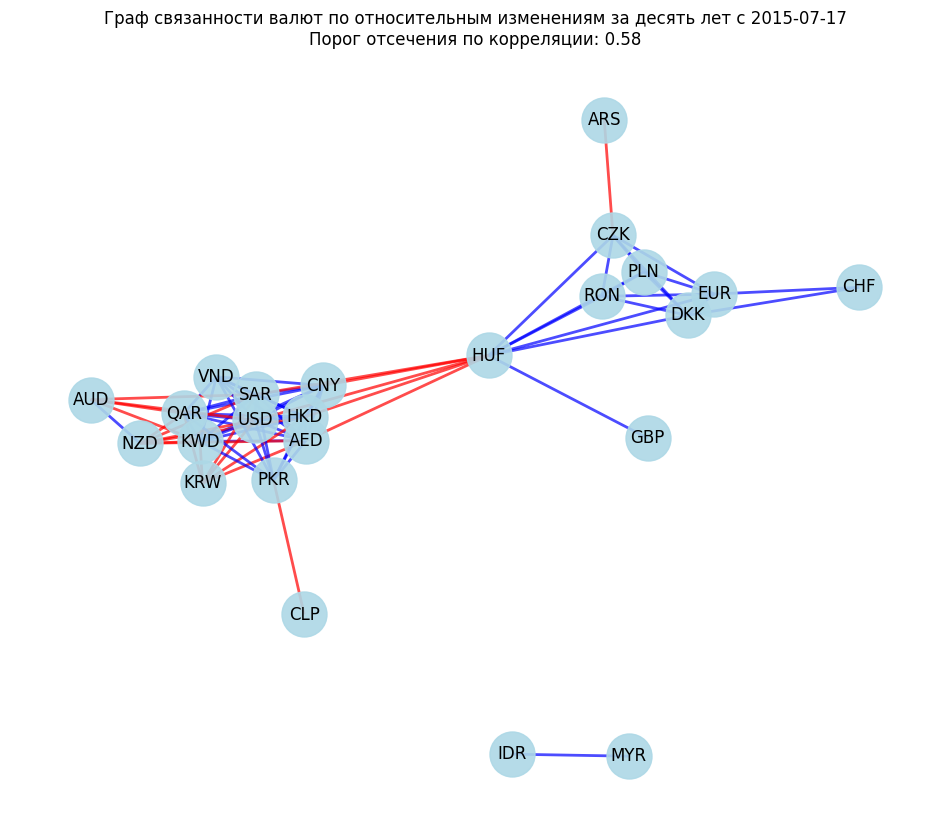 Граф связанности валют по относительным изменениям за десять лет с 2015-07-17
Порог отсечения по корреляции: 0.58
ARS
CZK
PLN
RON
EUR
CHF
DKK
HUF
VND
SAR
CNY
AUD
QAR
USD
HKD
NZD
KWD
AED
GBP
KRW
PKR
CLP
IDR
MYR